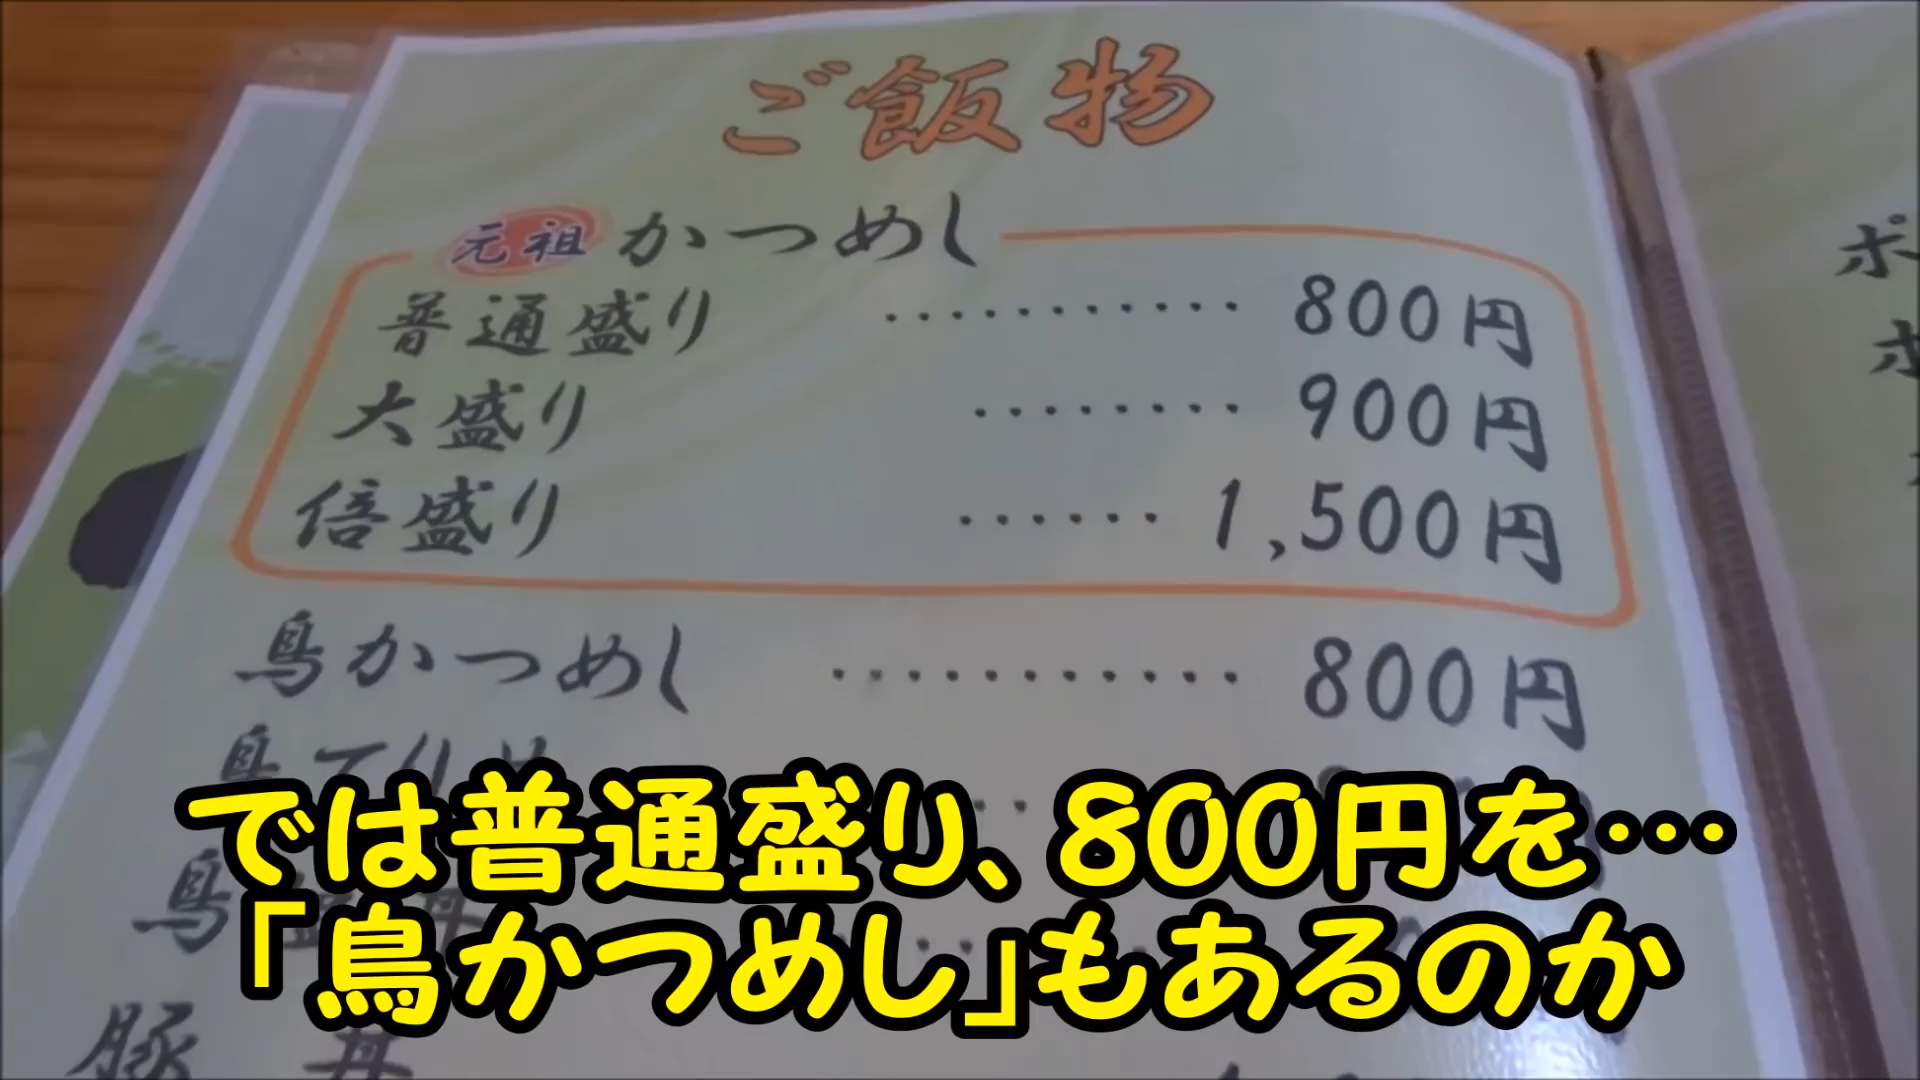 ご飯物
元祖 かつめし
普通盛り ・・・・・・・・・・・ 800円
大盛り ・・・・・・・・ 900円
倍盛り ・・・・・・ 1,500円
鳥かつめし ・・・・・・・・・・・ 800円
では普通盛り、800円を…
「鳥かつめし」もあるのか
豚丼